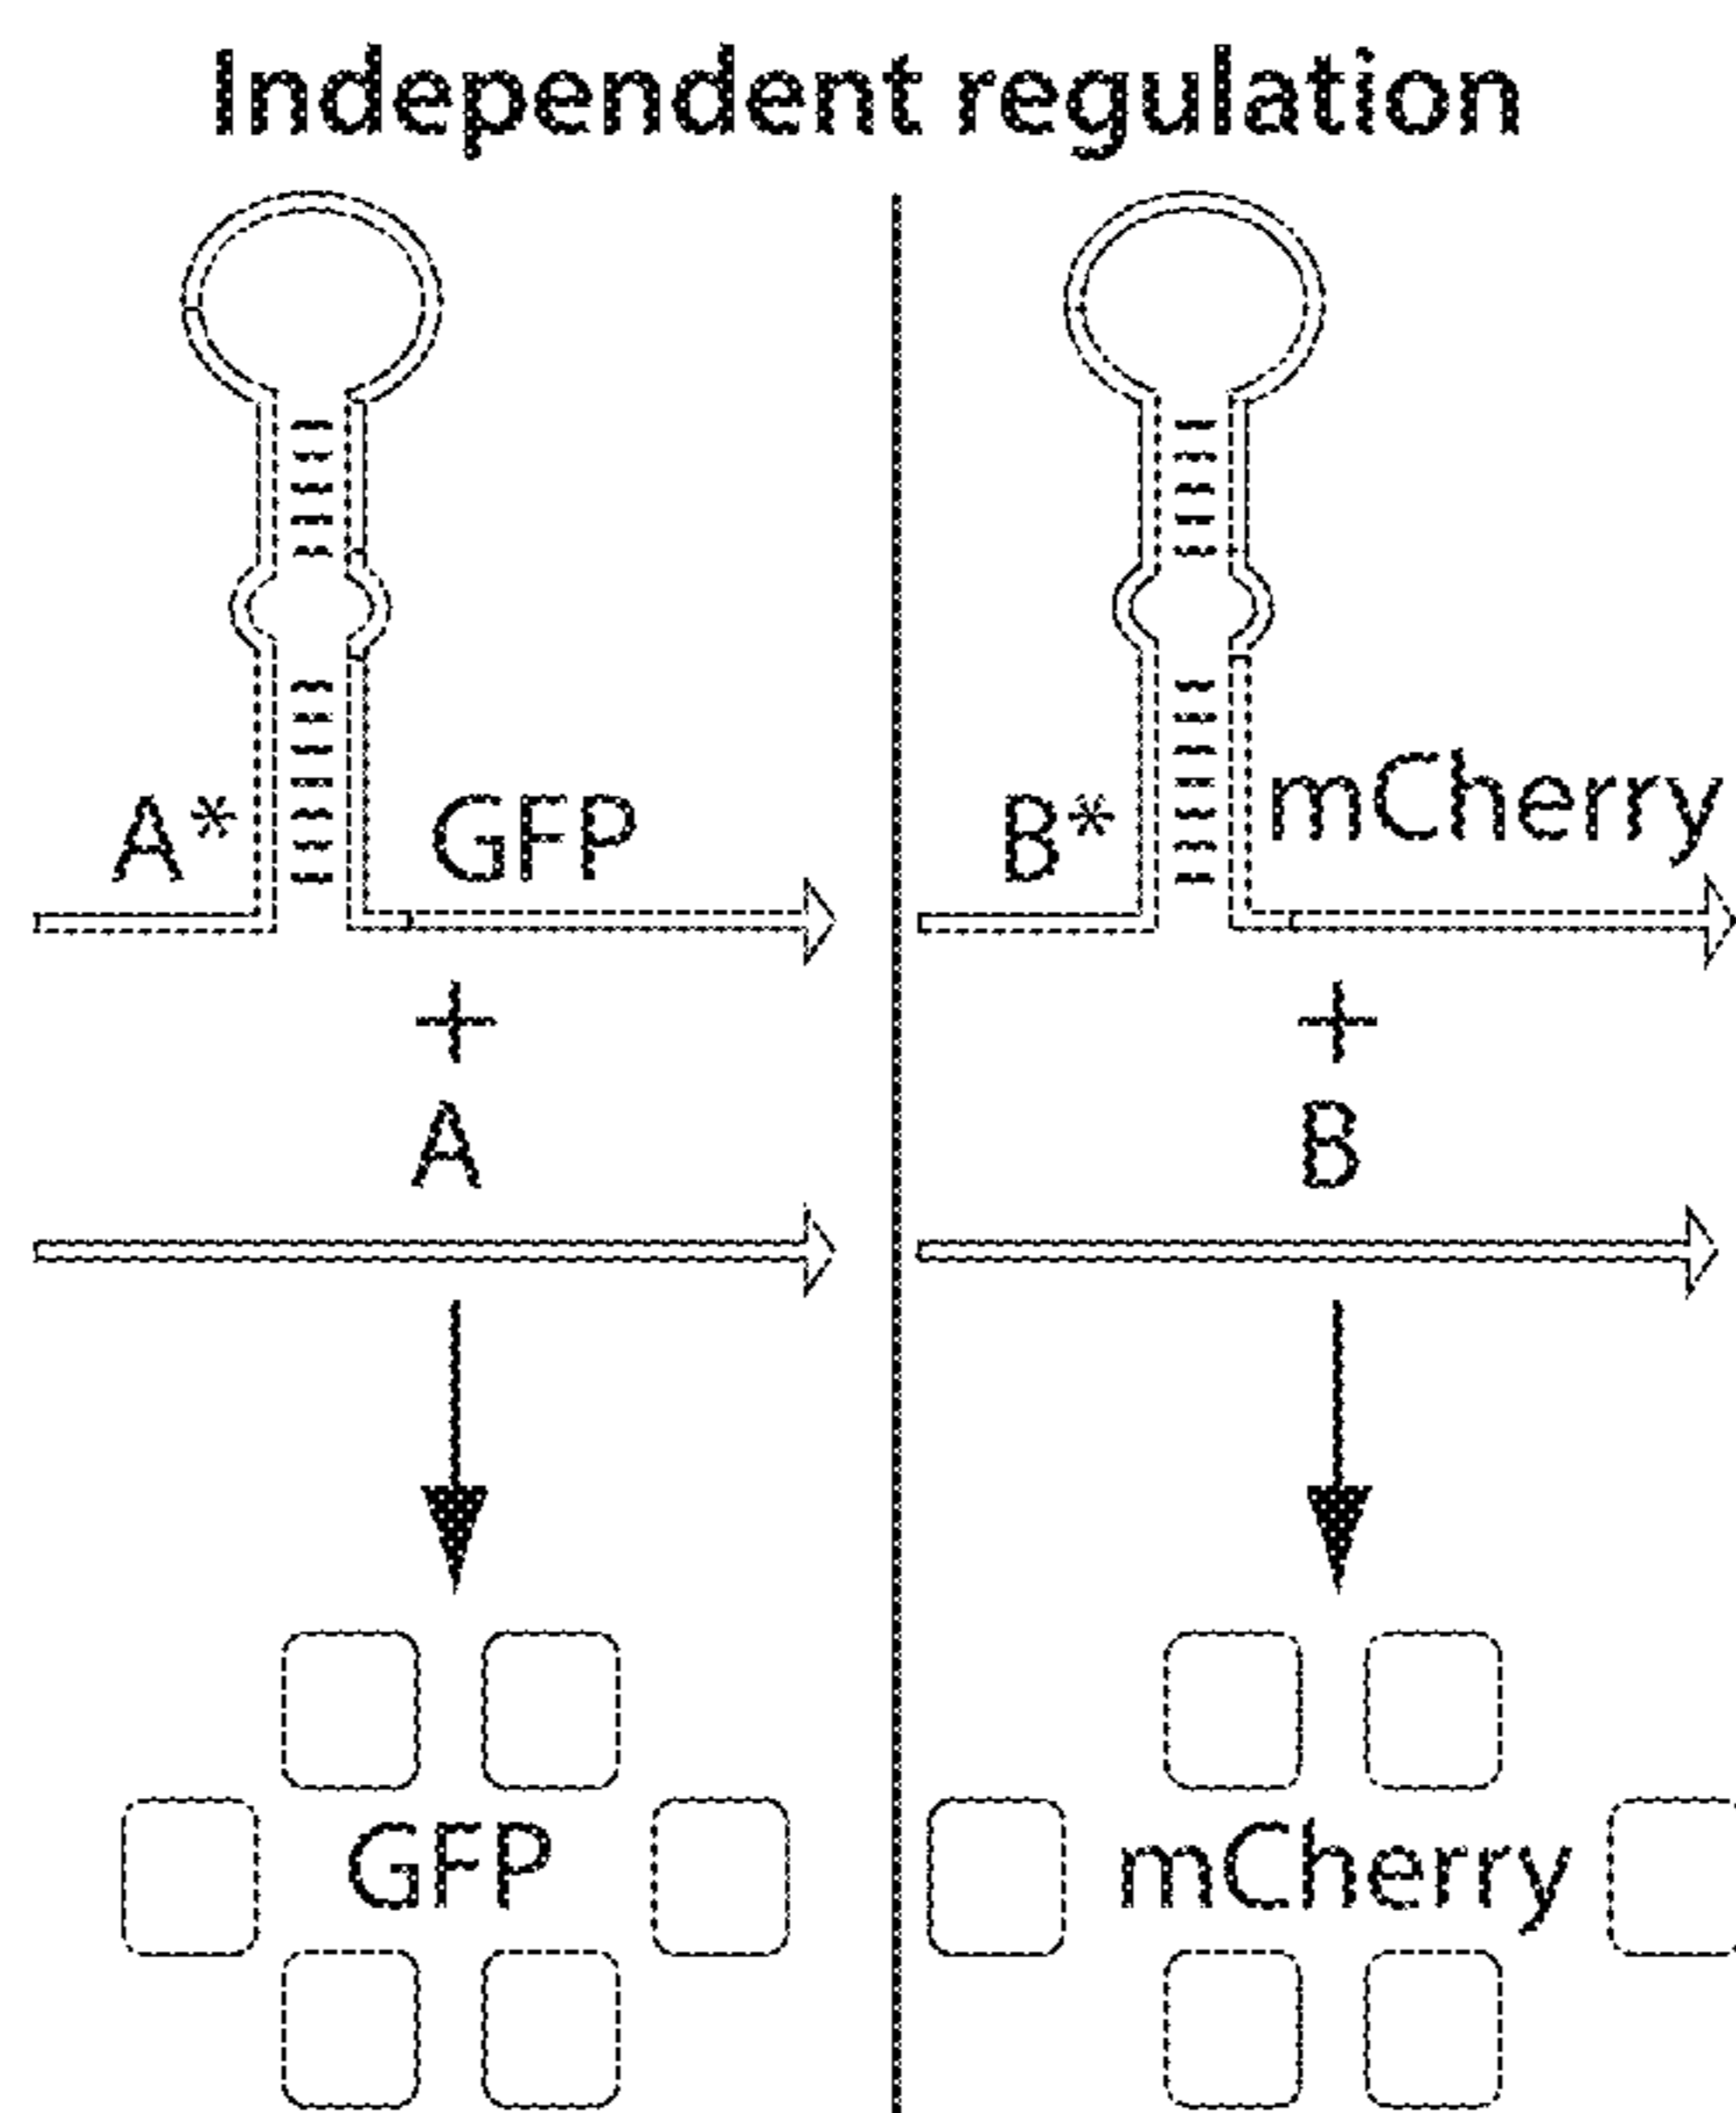 Independent regulation
A* GFP
B* mCherry
+
+
A
B
GFP
mCherry